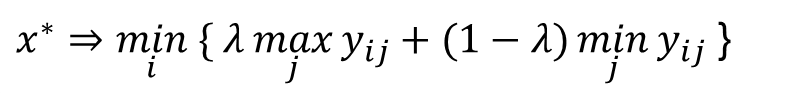 x* ⇒ min_i { λ max_j y_ij + (1 − λ) min_j y_ij }